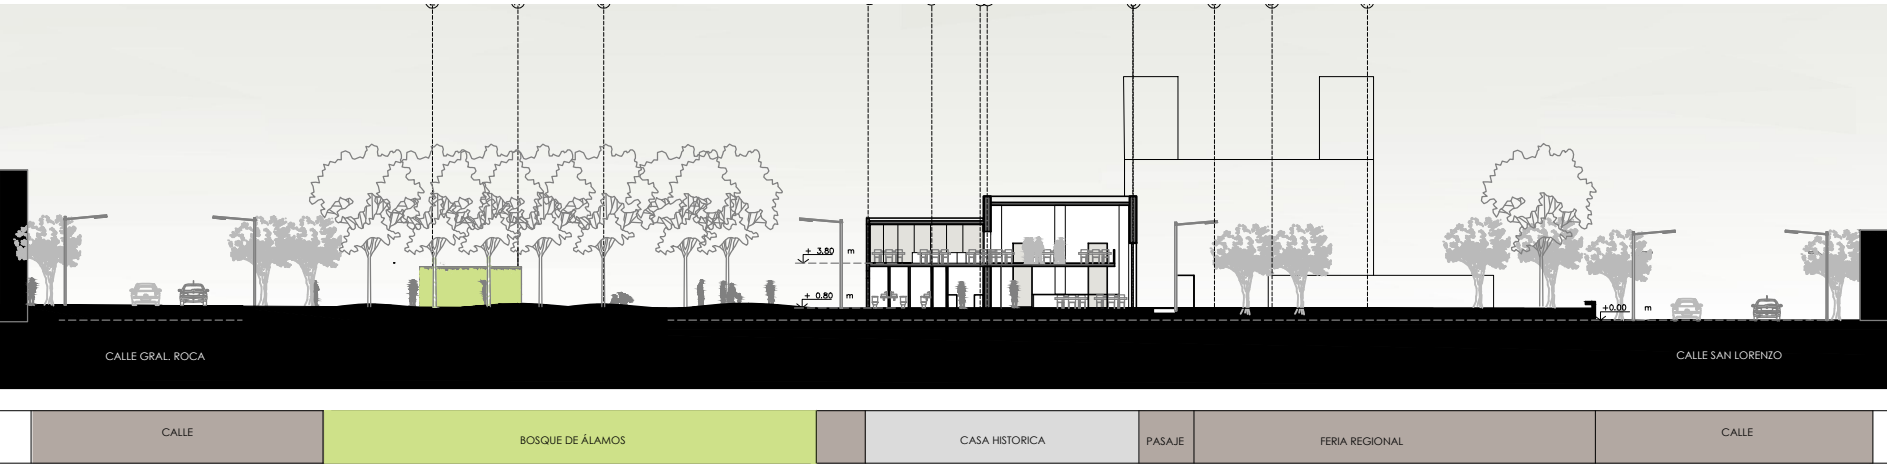 + 3.80 m
+ 0.80 m
+0.00 m
CALLE GRAL. ROCA
CALLE SAN LORENZO
CALLE
BOSQUE DE ÁLAMOS
CASA HISTORICA
PASAJE
FERIA REGIONAL
CALLE